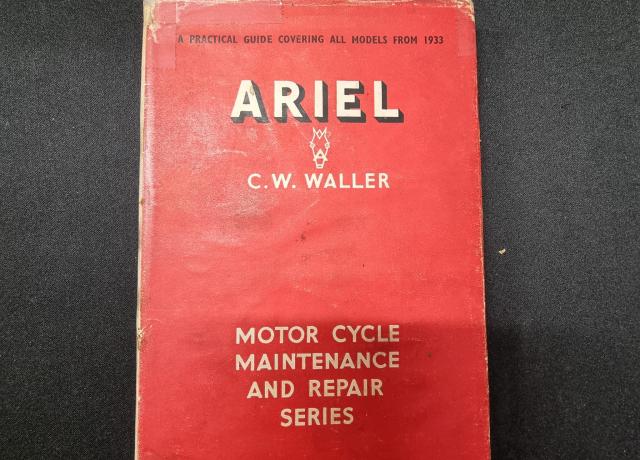 A PRACTICAL GUIDE COVERING ALL MODELS FROM 1933
ARIEL
C.W. WALLER
MOTOR CYCLE
MAINTENANCE
AND REPAIR
SERIES